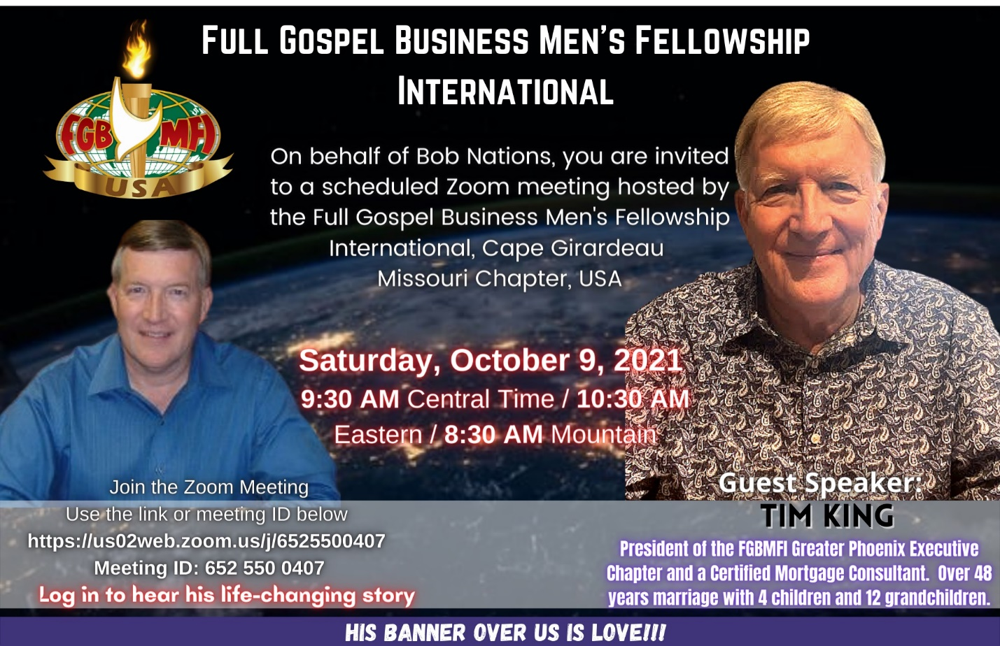 Full Gospel Business Men's Fellowship
International
FGB MFI
USA
On behalf of Bob Nations, you are invited
to a scheduled Zoom meeting hosted by
the Full Gospel Business Men's Fellowship
International, Cape Girardeau
Missouri Chapter, USA
Saturday, October 9, 2021
9:30 AM Central Time / 10:30 AM
Eastern / 8:30 AM Mountain
Join the Zoom Meeting
Use the link or meeting ID below
https://us02web.zoom.us/j/6525500407
Meeting ID: 652 550 0407
Log in to hear his life-changing story
Guest Speaker:
TIM KING
President of the FGBMFI Greater Phoenix Executive
Chapter and a Certified Mortgage Consultant. Over 48
years marriage with 4 children and 12 grandchildren.
HIS BANNER OVER US IS LOVE!!!